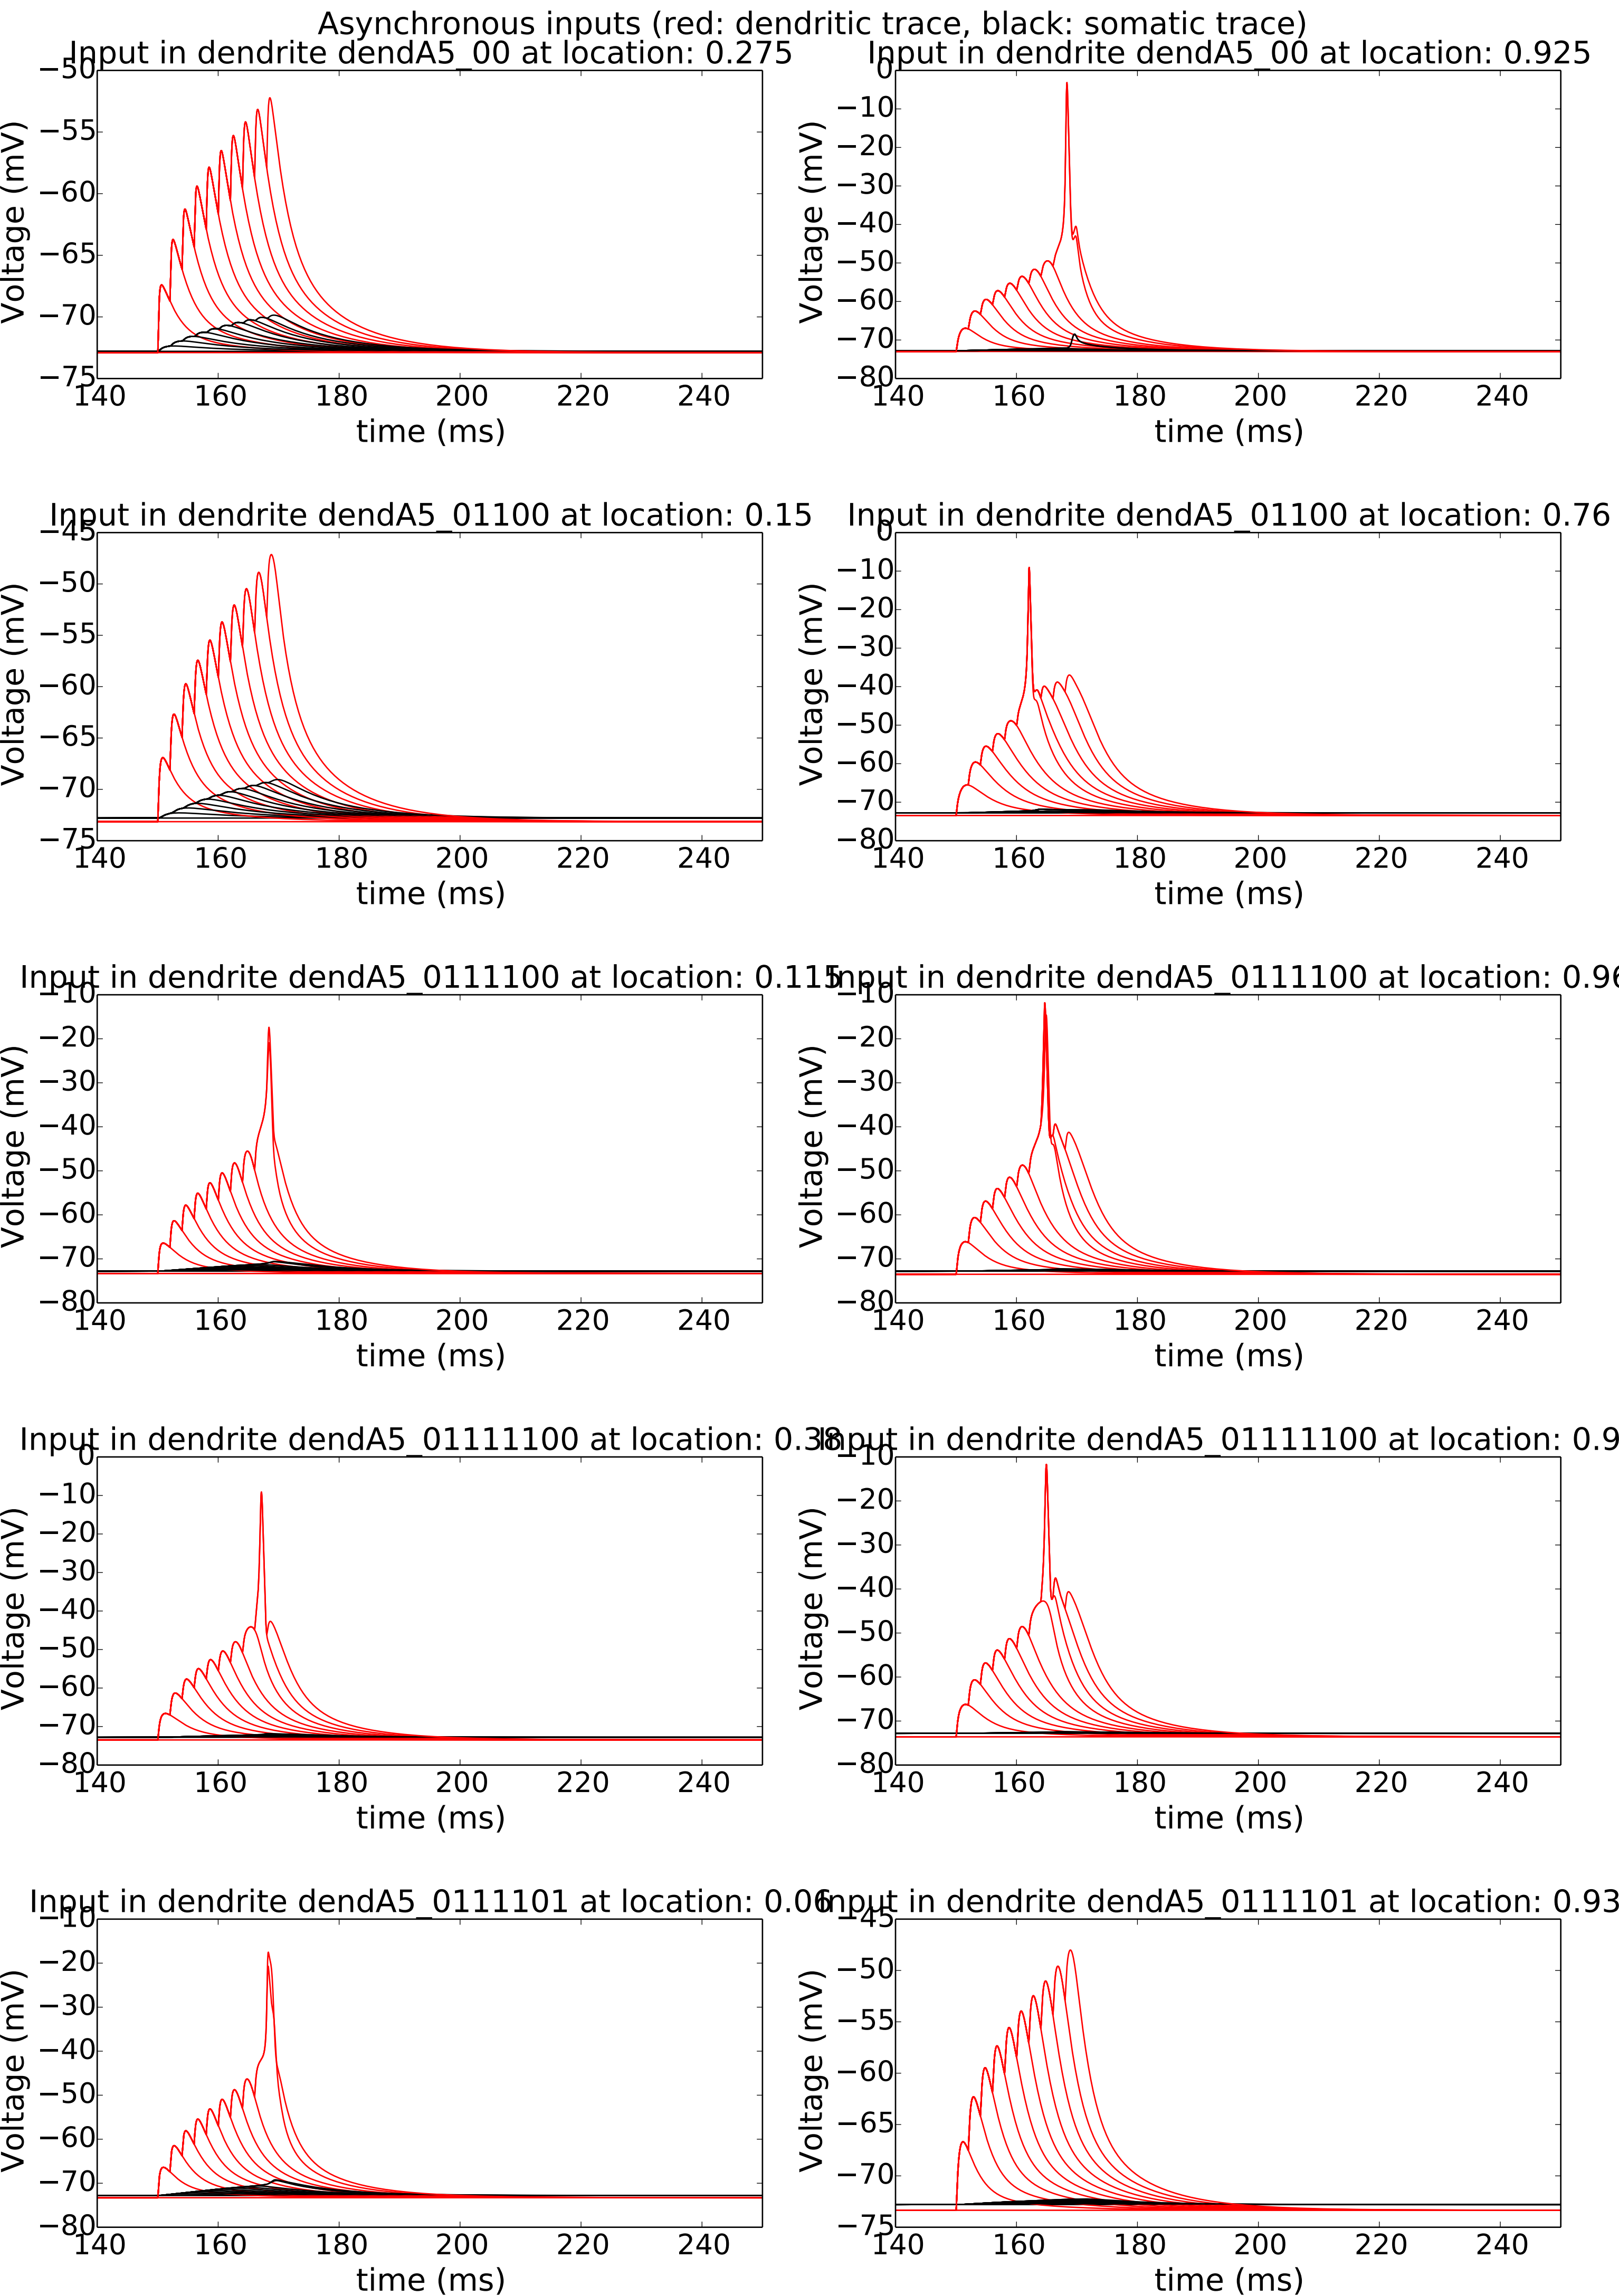 Asynchronous inputs (red: dendritic trace, black: somatic trace)
Input in dendrite dendA5_00 at location: 0.275
−50
−55
−60
−65
−70
−75
Voltage (mV)
140 160 180 200 220 240
time (ms)
Input in dendrite dendA5_00 at location: 0.925
0
−10
−20
−30
−40
−50
−60
−70
−80
Voltage (mV)
140 160 180 200 220 240
time (ms)
Input in dendrite dendA5_01100 at location: 0.15
−45
−50
−55
−60
−65
−70
−75
Voltage (mV)
140 160 180 200 220 240
time (ms)
Input in dendrite dendA5_01100 at location: 0.76
0
−10
−20
−30
−40
−50
−60
−70
−80
Voltage (mV)
140 160 180 200 220 240
time (ms)
Input in dendrite dendA5_0111100 at location: 0.115
−10
−20
−30
−40
−50
−60
−70
−80
Voltage (mV)
140 160 180 200 220 240
time (ms)
Input in dendrite dendA5_0111100 at location: 0.96
−10
−20
−30
−40
−50
−60
−70
−80
Voltage (mV)
140 160 180 200 220 240
time (ms)
Input in dendrite dendA5_01111100 at location: 0.38
0
−10
−20
−30
−40
−50
−60
−70
−80
Voltage (mV)
140 160 180 200 220 240
time (ms)
Input in dendrite dendA5_01111100 at location: 0.9
−10
−20
−30
−40
−50
−60
−70
−80
Voltage (mV)
140 160 180 200 220 240
time (ms)
Input in dendrite dendA5_0111101 at location: 0.06
−10
−20
−30
−40
−50
−60
−70
−80
Voltage (mV)
140 160 180 200 220 240
time (ms)
Input in dendrite dendA5_0111101 at location: 0.93
−45
−50
−55
−60
−65
−70
−75
Voltage (mV)
140 160 180 200 220 240
time (ms)